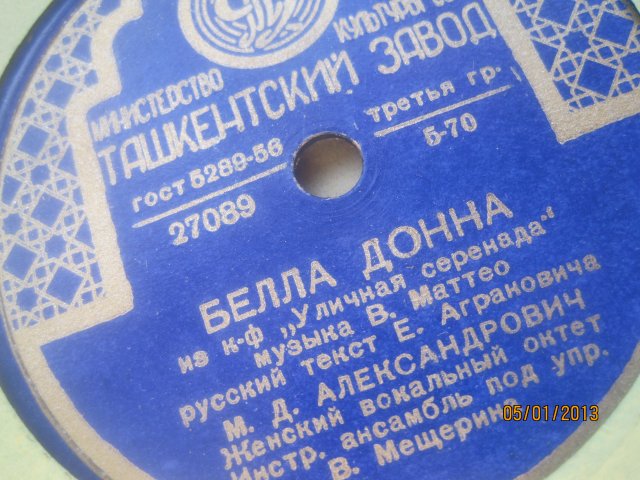 МИНИСТЕРСТВО КУЛЬТУРЫ
ТАШКЕНТСКИЙ ЗАВОД
ГОСТ 5289-56
третья гр.
27089
5-70
БЕЛЛА ДОННА
из к-ф „Уличная серенада“
музыка В. Маттео
русский текст Е. Аграновича
М. Д. АЛЕКСАНДРОВИЧ
Женский вокальный октет
Инстр. ансамбль под упр.
В. Мещерина
05/01/2013